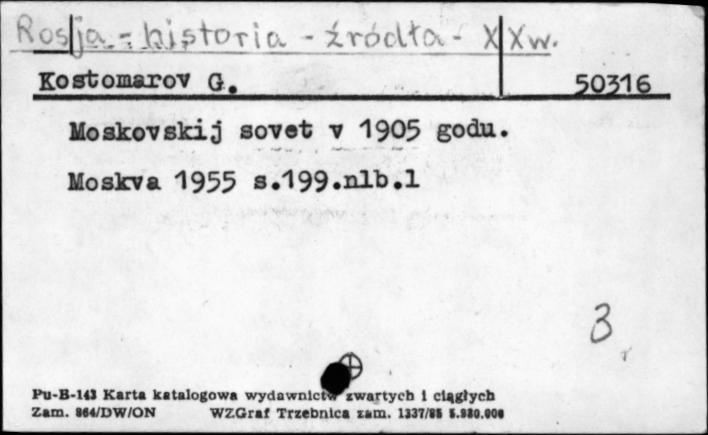 Rosja - historia - źródła - XXw.
Kostomarov G. 50316
Moskovskij sovet v 1905 godu.
Moskva 1955 s.199.nlb.1
3
Pu-B-143 Karta katalogowa wydawnictw zwartych i ciągłych
Zam. 864/DW/ON WZGraf Trzebnica zam. 1337/85 5.980.000